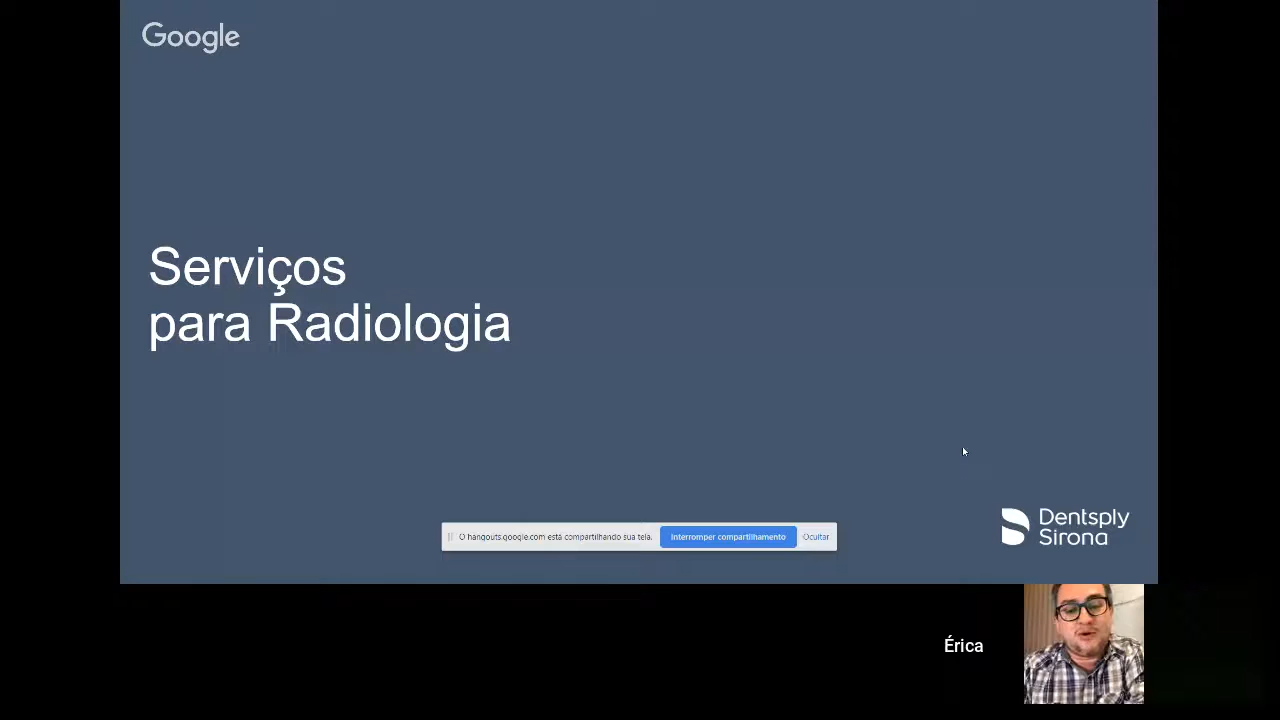 Google
Serviços
para Radiologia
Dentsply
Sirona
O hangouts.google.com está compartilhando sua tela. Interromper compartilhamento Ocultar
Érica